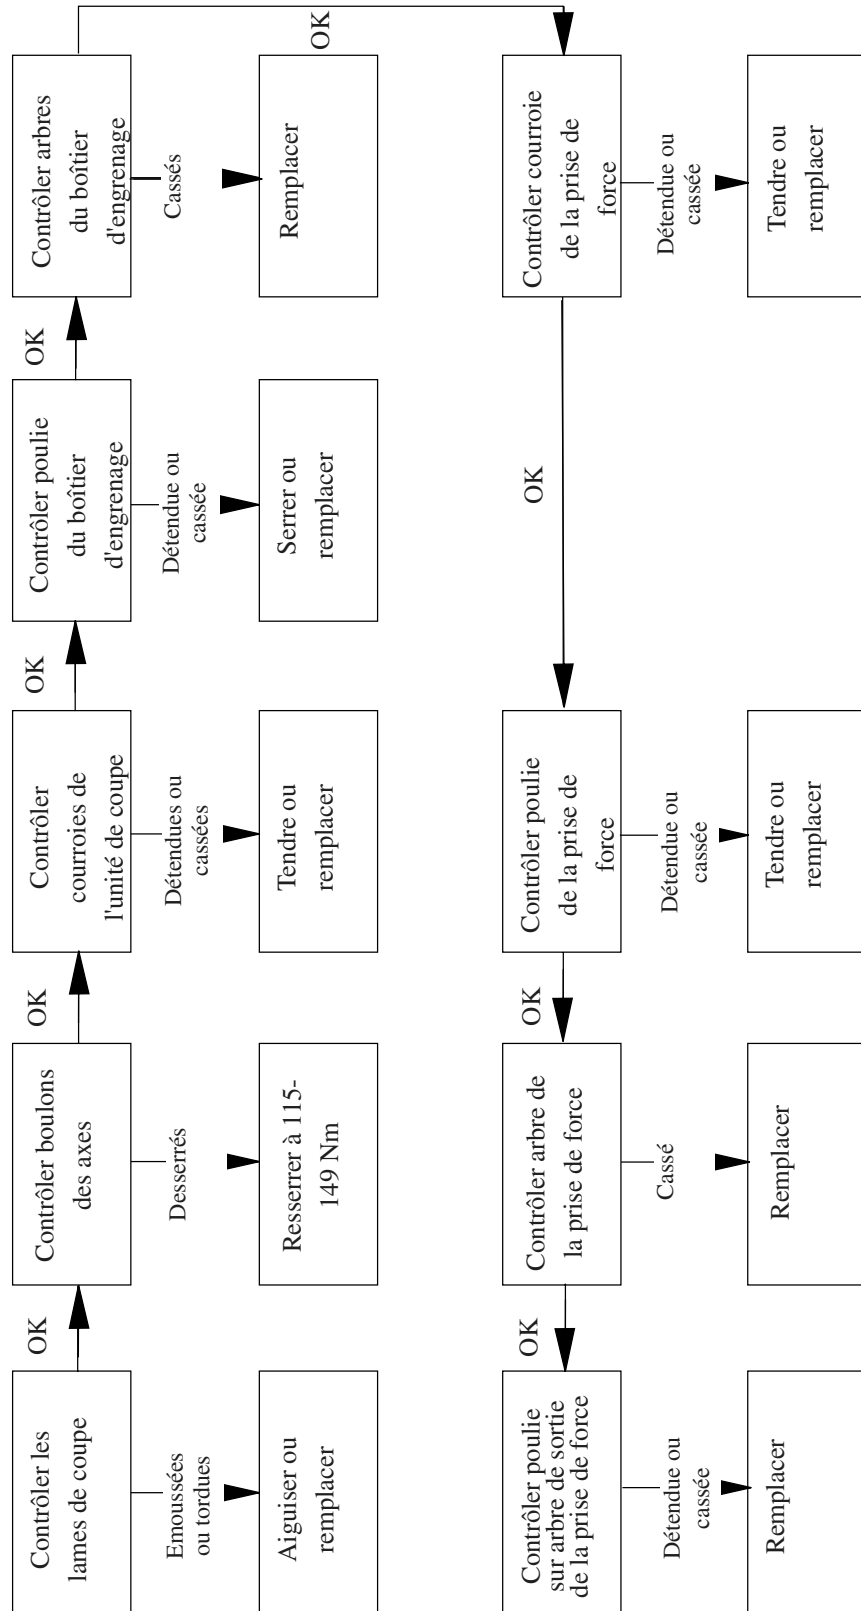 Contrôler les
lames de coupe
OK
Contrôler boulons
des axes
OK
Contrôler
courroies de
l'unité de coupe
OK
Contrôler poulie
du boîtier
d'engrenage
OK
Contrôler arbres
du boîtier
d'engrenage
OK
Emoussées
ou tordues
Desserrés
Détendues ou
cassées
Détendue ou
cassée
Cassés
Aiguiser ou
remplacer
Resserrer à 115-
149 Nm
Tendre ou
remplacer
Serrer ou
remplacer
Remplacer
Contrôler courroie
de la prise de
force
OK
Contrôler poulie
de la prise de
force
OK
Contrôler arbre de
la prise de force
OK
Contrôler poulie
sur arbre de sortie
de la prise de force
Détendue ou
cassée
Détendue ou
cassée
Cassé
Détendue ou
cassée
Tendre ou
remplacer
Tendre ou
remplacer
Remplacer
Remplacer